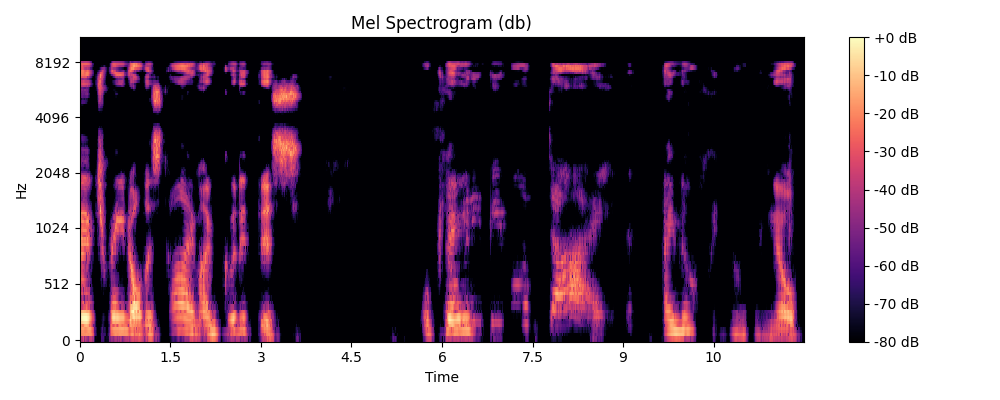 Mel Spectrogram (db)
Hz
8192
4096
2048
1024
512
0
0 1.5 3 4.5 6 7.5 9 10
Time
+0 dB
-10 dB
-20 dB
-30 dB
-40 dB
-50 dB
-60 dB
-70 dB
-80 dB